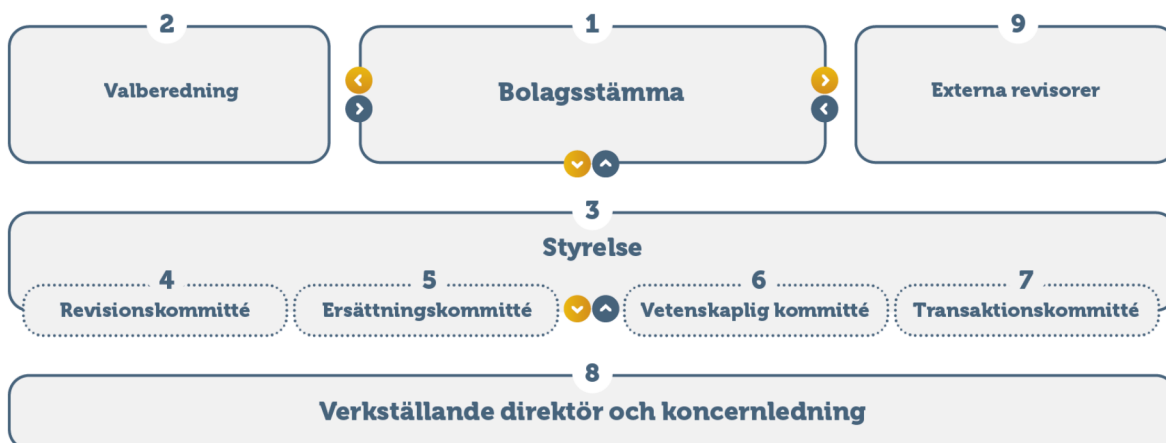 2
Valberedning
1
Bolagsstämma
9
Externa revisorer
3
Styrelse
4
Revisionskommitté
5
Ersättningskommitté
6
Vetenskaplig kommitté
7
Transaktionskommitté
8
Verkställande direktör och koncernledning